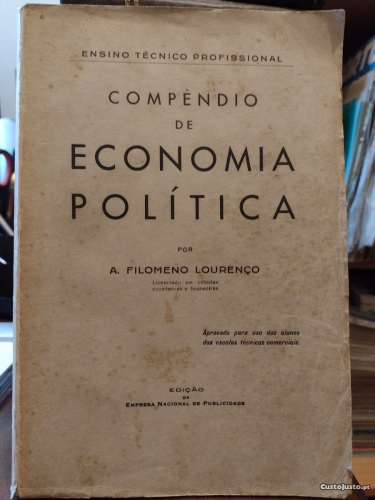 ENSINO TÉCNICO PROFISSIONAL
COMPÊNDIO
DE
ECONOMIA
POLÍTICA
POR
A. FILOMENO LOURENÇO
Licenciado em ciências
económicas e financeiras
Aprovado para uso dos alunos
das escolas técnicas comerciais.
EDIÇÃO
DE
EMPRESA NACIONAL DE PUBLICIDADE
CustoJusto.pt